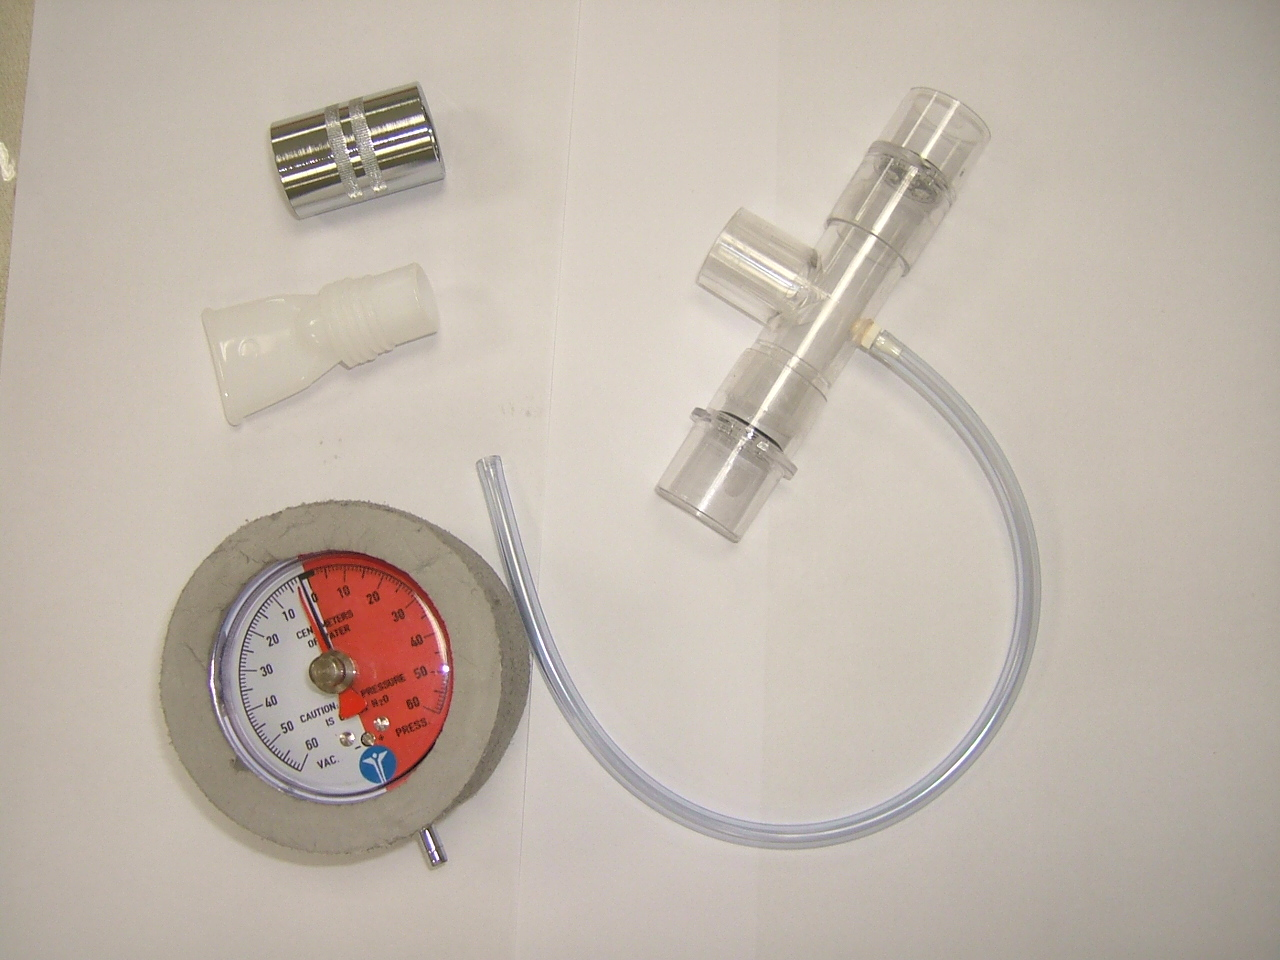 10 0 10
20 20
30 30
40 40
50 50
60 60
CENTIMETERS
OF WATER
CAUTION PRESSURE
IS H₂O
- +
VAC. PRESS